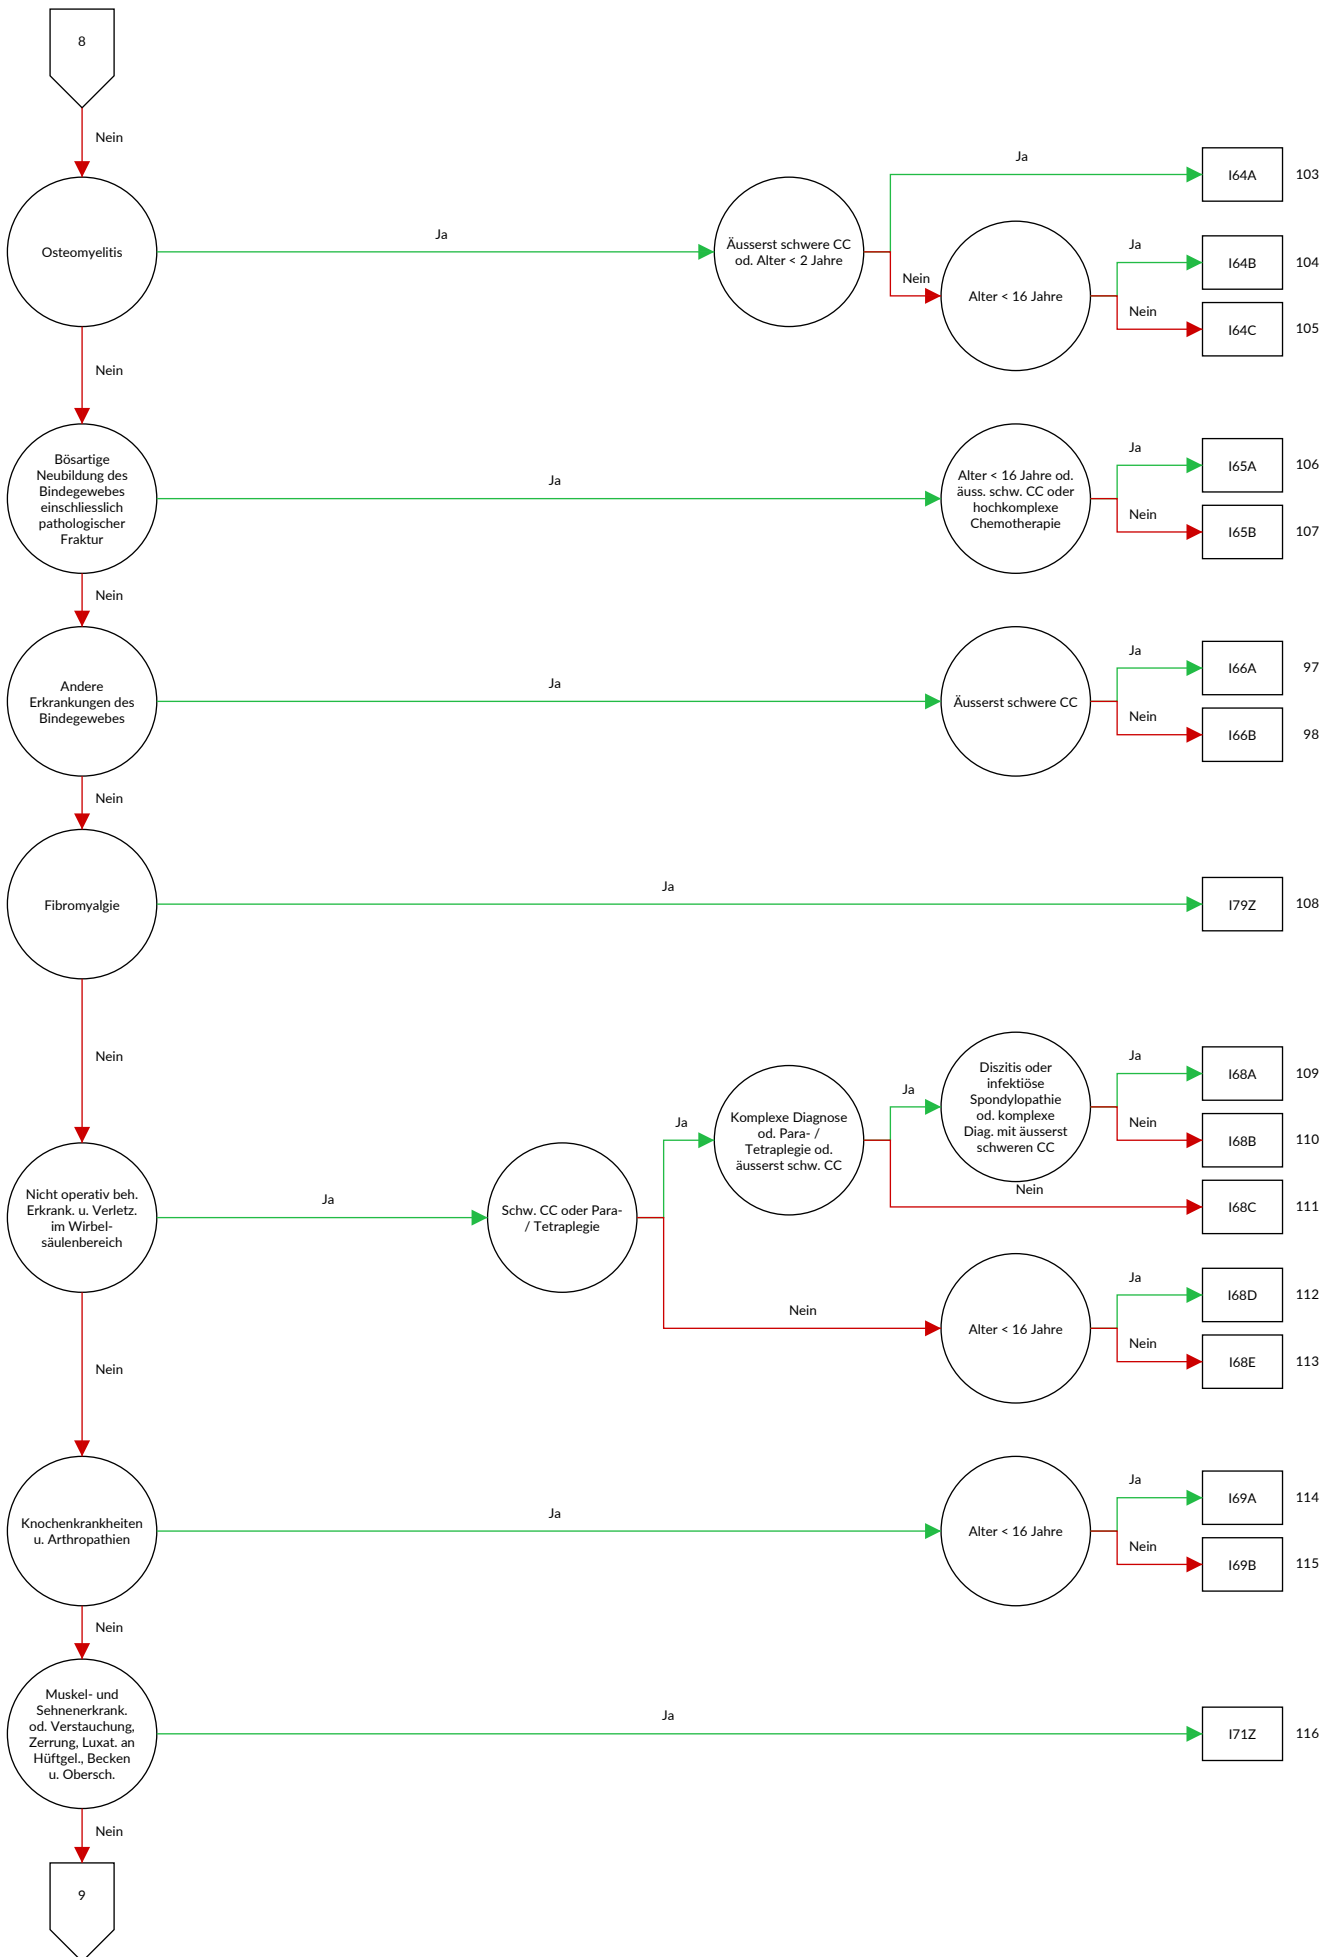 8
Nein
Osteomyelitis
Ja
Äusserst schwere CC
od. Alter < 2 Jahre
Ja
I64A
103
Nein
Alter < 16 Jahre
Ja
I64B
104
Nein
I64C
105
Nein
Bösartige
Neubildung des
Bindegewebes
einschliesslich
pathologischer
Fraktur
Ja
Alter < 16 Jahre od.
äuss. schw. CC oder
hochkomplexe
Chemotherapie
Ja
I65A
106
Nein
I65B
107
Nein
Andere
Erkrankungen des
Bindegewebes
Ja
Äusserst schwere CC
Ja
I66A
97
Nein
I66B
98
Nein
Fibromyalgie
Ja
I79Z
108
Nein
Nicht operativ beh.
Erkrank. u. Verletz.
im Wirbel-
säulenbereich
Ja
Schw. CC oder Para-
/ Tetraplegie
Ja
Komplexe Diagnose
od. Para- /
Tetraplegie od.
äusserst schw. CC
Ja
Diszitis oder
infektiöse
Spondylopathie
od. komplexe
Diag. mit äusserst
schweren CC
Ja
I68A
109
Nein
I68B
110
Nein
I68C
111
Nein
Alter < 16 Jahre
Ja
I68D
112
Nein
I68E
113
Nein
Knochenkrankheiten
u. Arthropathien
Ja
Alter < 16 Jahre
Ja
I69A
114
Nein
I69B
115
Nein
Muskel- und
Sehnenerkrank.
od. Verstauchung,
Zerrung, Luxat. an
Hüftgel., Becken
u. Obersch.
Ja
I71Z
116
Nein
9